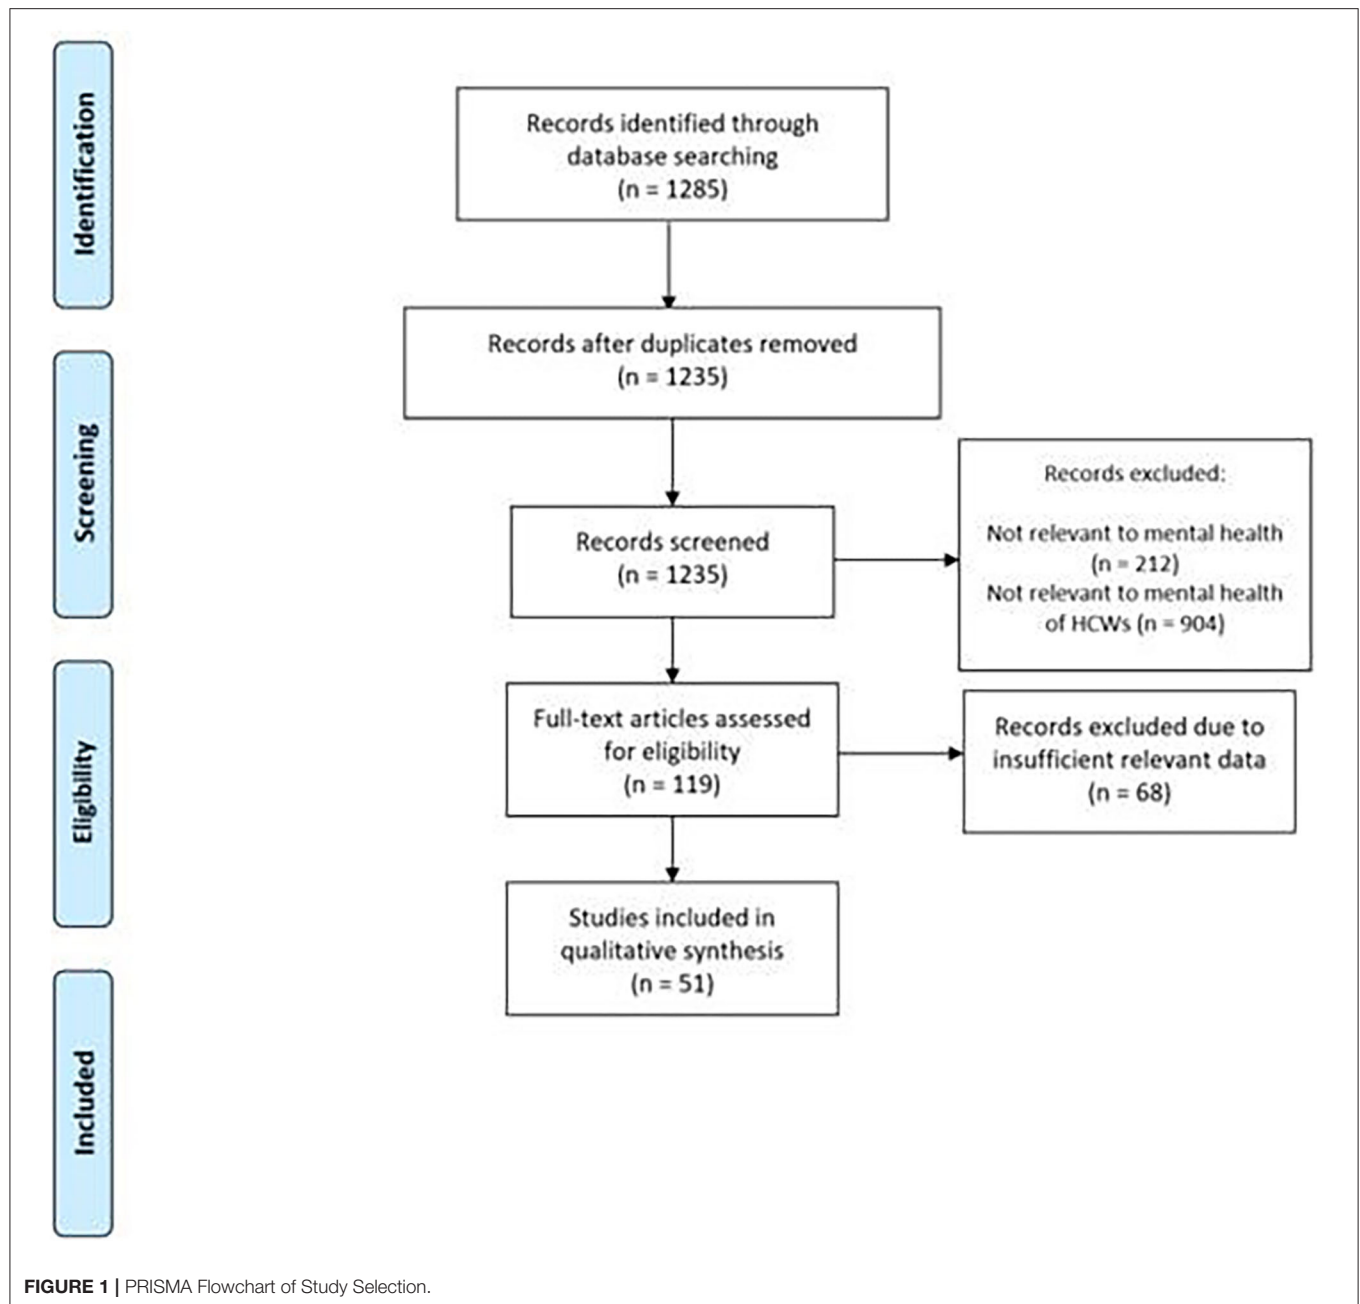 Identification
Records identified through
database searching
(n = 1285)
Records after duplicates removed
(n = 1235)
Screening
Records screened
(n = 1235)
Records excluded:
Not relevant to mental health
(n = 212)
Not relevant to mental health
of HCWs (n = 904)
Eligibility
Full-text articles assessed
for eligibility
(n = 119)
Records excluded due to
insufficient relevant data
(n = 68)
Studies included in
qualitative synthesis
(n = 51)
Included
FIGURE 1 | PRISMA Flowchart of Study Selection.